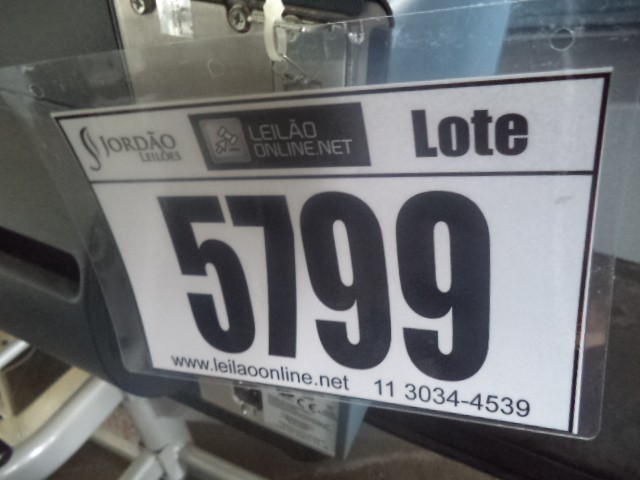 JORDÃO
LEILÕES
LEILÃO
ONLINE.NET
Lote
5799
www.leilaoonline.net 11 3034-4539